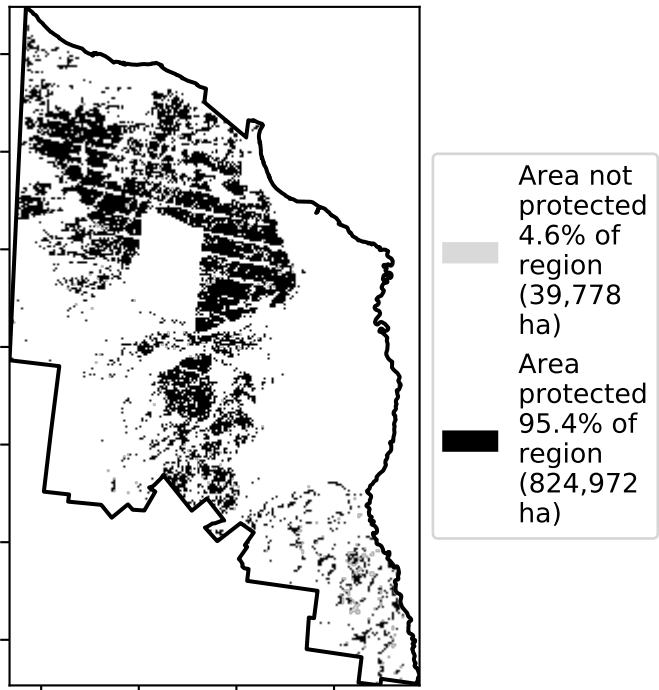 Area not
protected
4.6% of
region
(39,778
ha)
Area
protected
95.4% of
region
(824,972
ha)